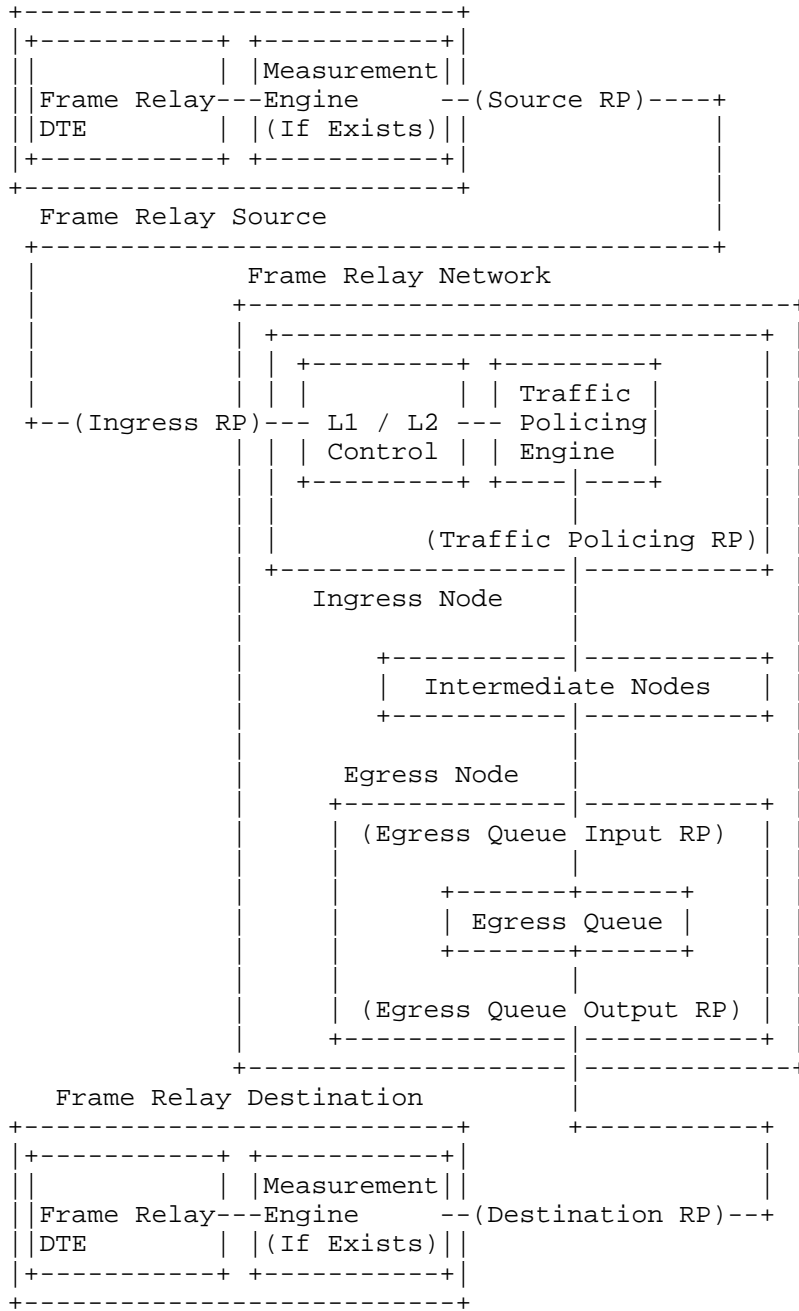 Measurement
Frame Relay Engine (Source RP)
DTE (If Exists)
Frame Relay Source
Frame Relay Network
Traffic
(Ingress RP) L1 / L2 Policing
Control Engine
(Traffic Policing RP)
Ingress Node
Intermediate Nodes
Egress Node
(Egress Queue Input RP)
Egress Queue
(Egress Queue Output RP)
Frame Relay Destination
Measurement
Frame Relay Engine (Destination RP)
DTE (If Exists)